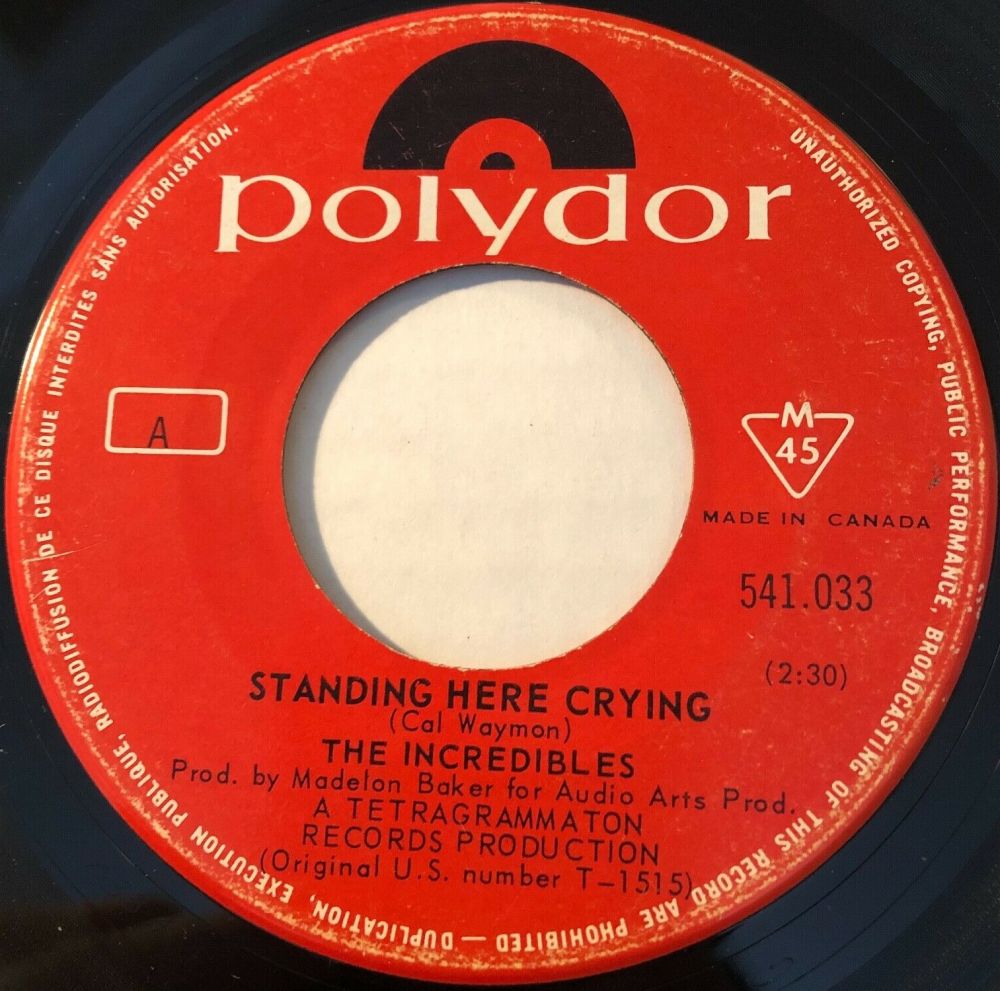 polydor
A
M
45
MADE IN CANADA
541.033
(2:30)
STANDING HERE CRYING
(Cal Waymon)
THE INCREDIBLES
Prod. by Madelon Baker for Audio Arts Prod.
A TETRAGRAMMATON
RECORDS PRODUCTION
(Original U.S. number T-1515)
UNAUTHORIZED COPYING, PUBLIC PERFORMANCE, BROADCASTING OF THIS RECORD ARE PROHIBITED — DUPLICATION, EXECUTION PUBLIQUE, RADIODIFFUSION DE CE DISQUE INTERDITES SANS AUTORISATION.